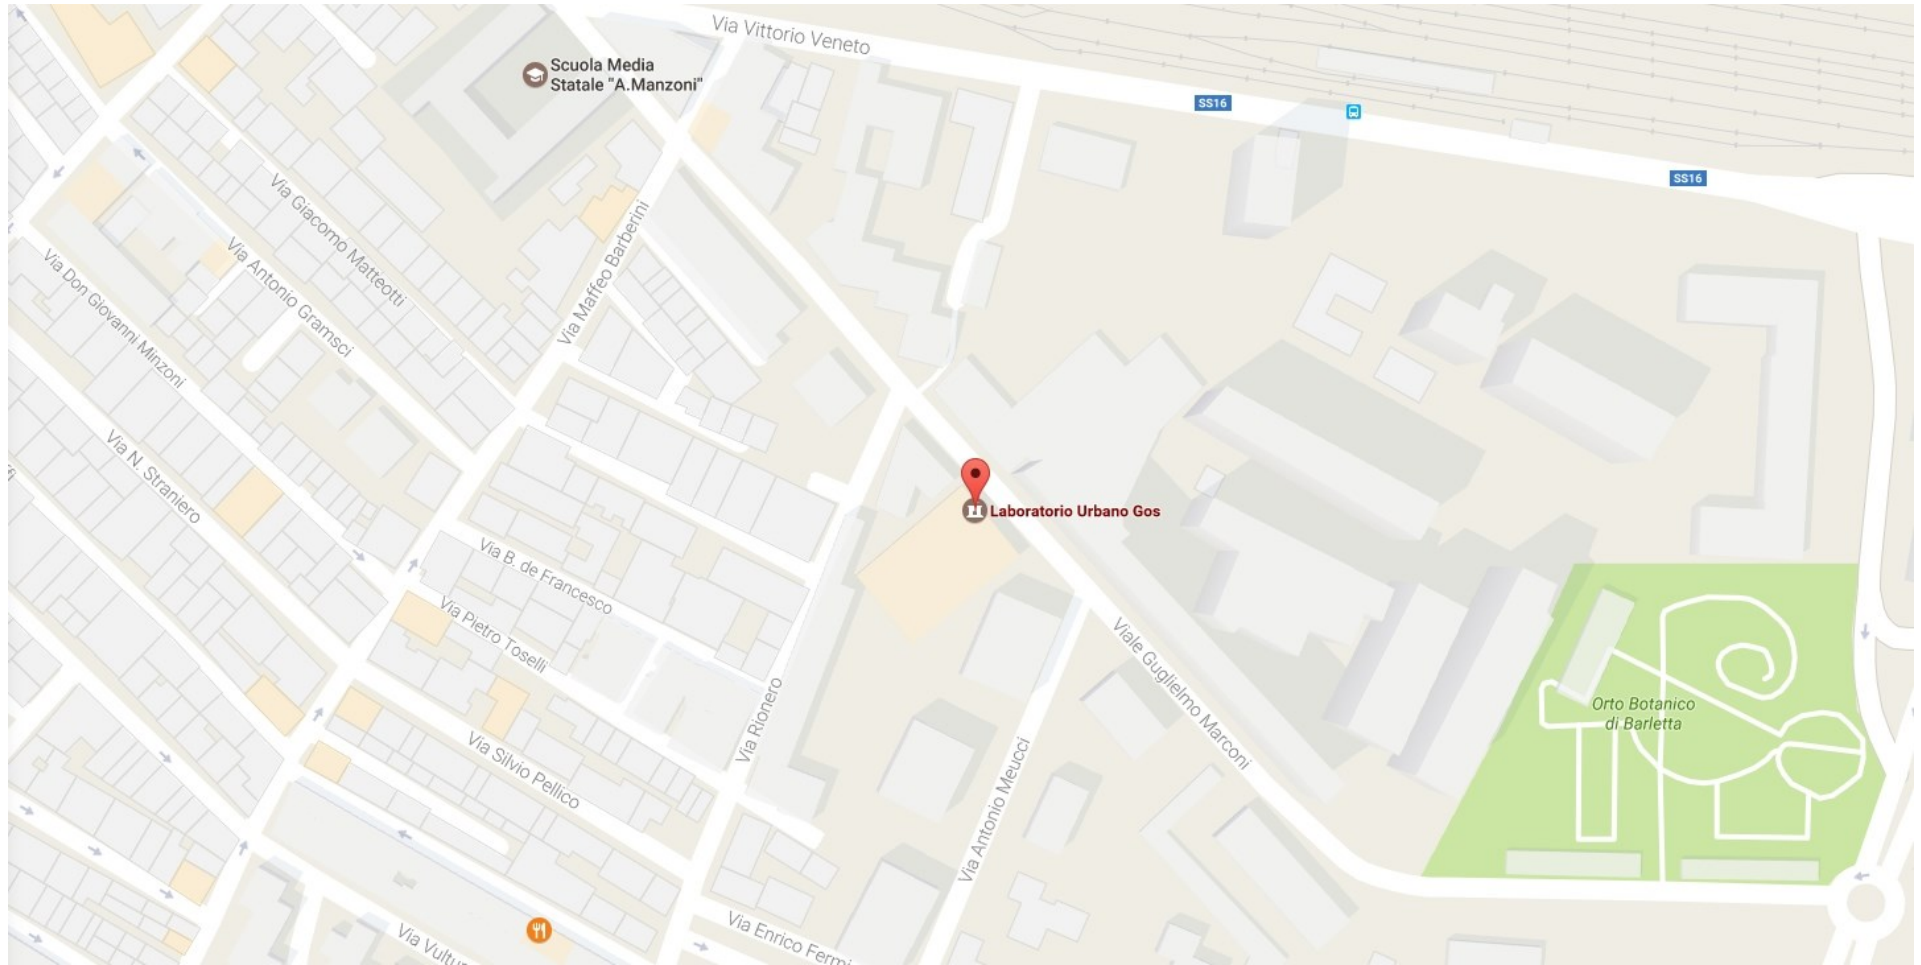 Via Vittorio Veneto
Scuola Media
Statale "A.Manzoni"
SS16
SS16
Via Giacomo Matteotti
Via Maffeo Barberini
Via Antonio Gramsci
Via Don Giovanni Minzoni
Via N. Straniero
Laboratorio Urbano Gos
Via B. de Francesco
Via Pietro Toselli
Viale Guglielmo Marconi
Via Rionero
Orto Botanico
di Barletta
Via Silvio Pellico
Via Antonio Meucci
Via Enrico Fermi